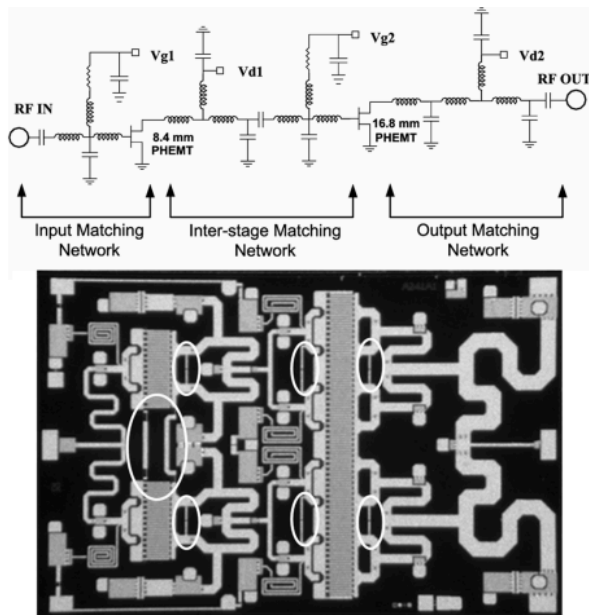 Vg1
Vd1
Vg2
Vd2
RF IN
RF OUT
8.4 mm
PHEMT
16.8 mm
PHEMT
Input Matching
Network
Inter-stage Matching
Network
Output Matching
Network